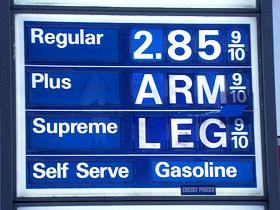 Regular 2.85 9/10
Plus ARM 9/10
Supreme LEG 9/10
Self Serve Gasoline
CREDIT PRICES